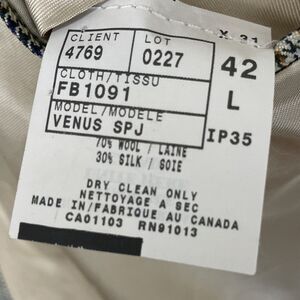 X 31
CLIENT LOT
4769 0227 42
CLOTH/TISSU
FB1091 L
MODEL/MODELE
VENUS SPJ IP35
70% WOOL / LAINE
30% SILK / SOIE
DRY CLEAN ONLY
NETTOYAGE A SEC
MADE IN/FABRIQUE AU CANADA
CA01103 RN91013